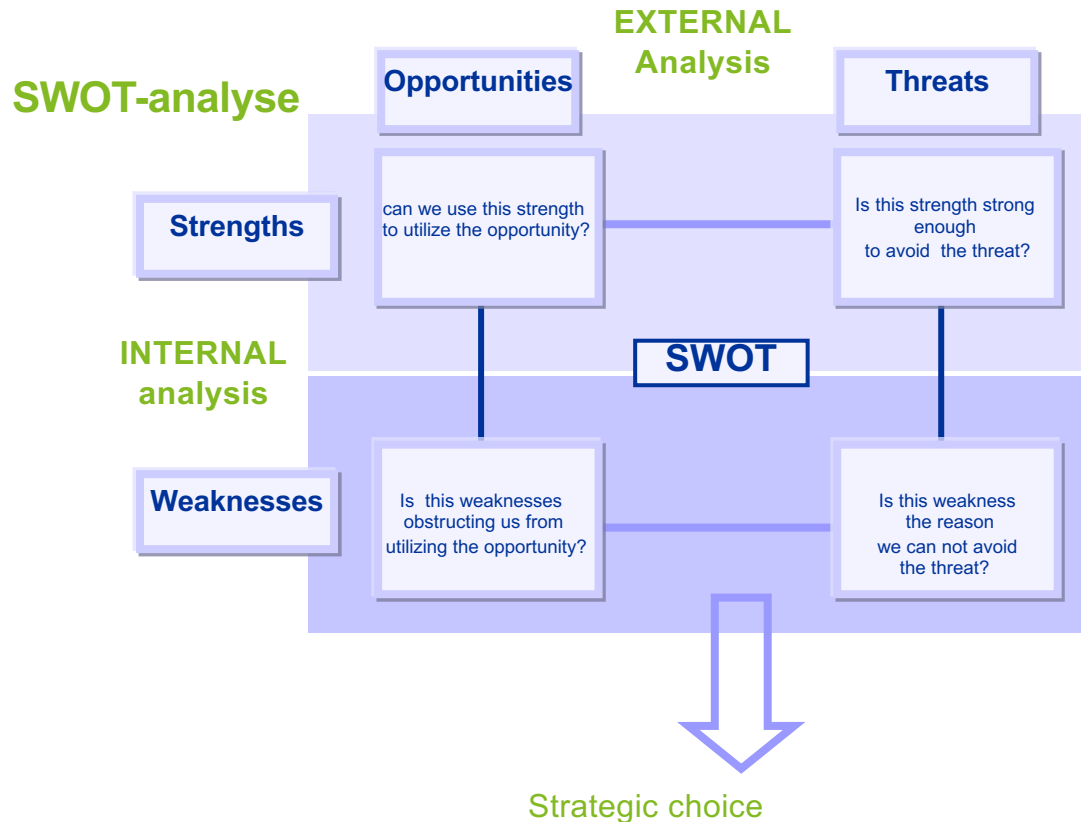 EXTERNAL
Analysis
SWOT-analyse
Opportunities
Threats
Strengths
can we use this strength
to utilize the opportunity?
Is this strength strong
enough
to avoid the threat?
INTERNAL
analysis
SWOT
Weaknesses
Is this weaknesses
obstructing us from
utilizing the opportunity?
Is this weakness
the reason
we can not avoid
the threat?
Strategic choice